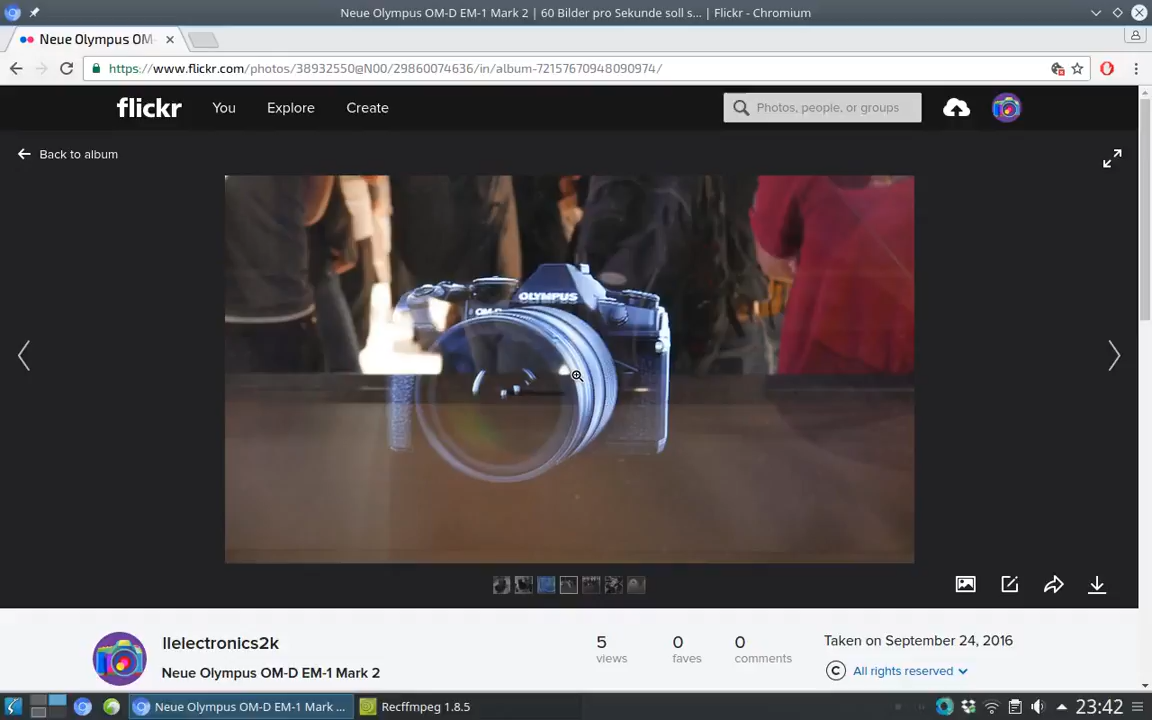 Neue Olympus OM-D EM-1 Mark 2 | 60 Bilder pro Sekunde soll s... | Flickr - Chromium
Neue Olympus OM-
https://www.flickr.com/photos/38932550@N00/29860074636/in/album-72157670948090974/
flickr
You
Explore
Create
Photos, people, or groups
Back to album
OLYMPUS
OM-D
llelectronics2k
Neue Olympus OM-D EM-1 Mark 2
5
views
0
faves
0
comments
Taken on September 24, 2016
C All rights reserved
Neue Olympus OM-D EM-1 Mark ...
Recffmpeg 1.8.5
23:42